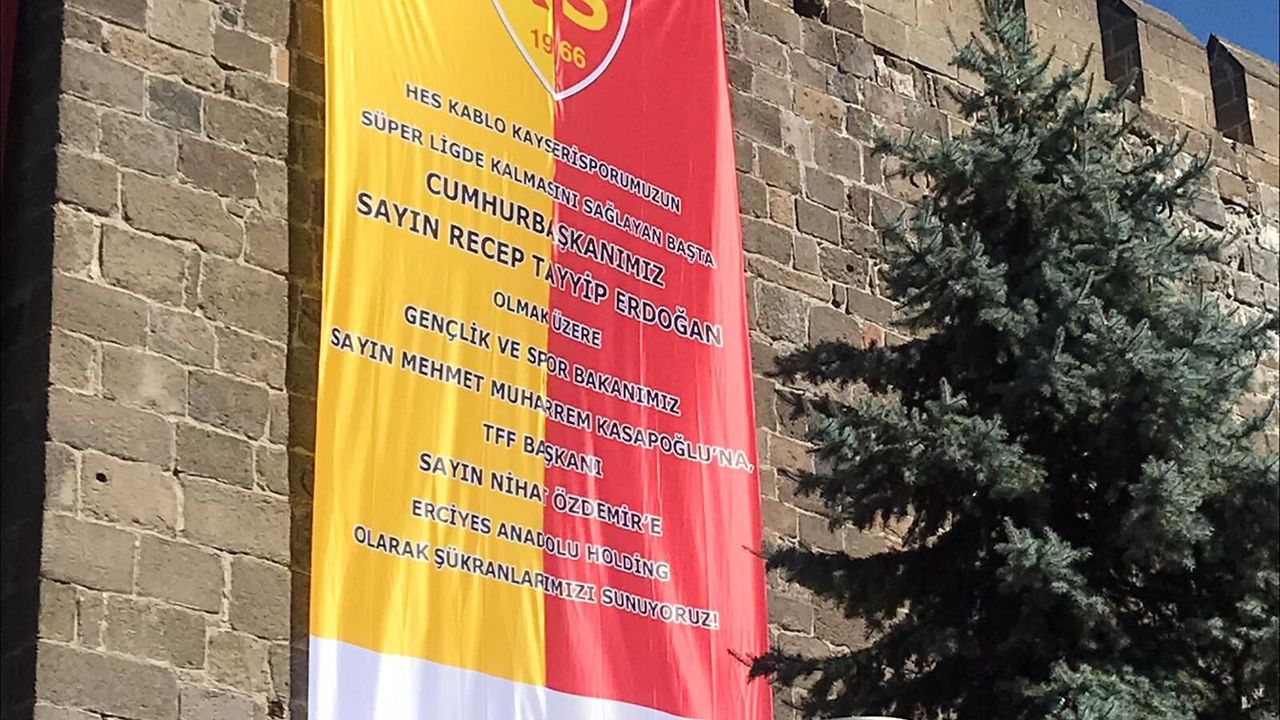 S
1966
HES KABLO KAYSERİSPORUMUZUN
SÜPER LİGDE KALMASINI SAĞLAYAN BAŞTA
CUMHURBAŞKANIMIZ
SAYIN RECEP TAYYİP ERDOĞAN
OLMAK ÜZERE
GENÇLİK VE SPOR BAKANIMIZ
SAYIN MEHMET MUHARREM KASAPOĞLU'NA,
TFF BAŞKANI
SAYIN NİHAT ÖZDEMİR'E
ERCİYES ANADOLU HOLDING
OLARAK ŞÜKRANLARIMIZI SUNUYORUZ!